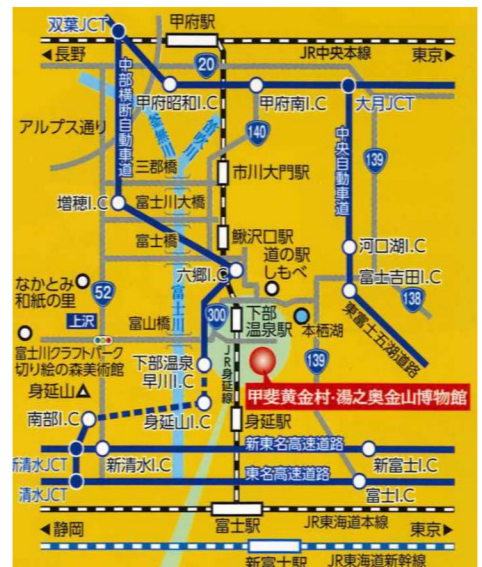 双葉JCT
甲府駅
◀長野
20
JR中央本線
東京▶
甲府昭和I.C
甲府南I.C
大月JCT
中部横断自動車道
アルプス通り
釜無川
笛吹川
140
139
中央自動車道
三郡橋
市川大門駅
増穂I.C
富士川大橋
富士橋
鰍沢口駅
河口湖I.C
六郷I.C
道の駅
しもべ
富士吉田I.C
138
なかとみ
和紙の里
52
上沢
富士川
300
富山橋
下部
温泉駅
本栖湖
東富士五湖道路
富士川クラフトパーク
切り絵の森美術館
下部温泉
早川I.C
JR身延線
139
身延山
甲斐黄金村・湯之奥金山博物館
南部I.C
身延山I.C
身延駅
新東名高速道路
新清水JCT
新清水I.C
新富士I.C
東名高速道路
清水JCT
富士I.C
◀静岡
富士駅
JR東海道本線
東京▶
新富士駅
JR東海道新幹線